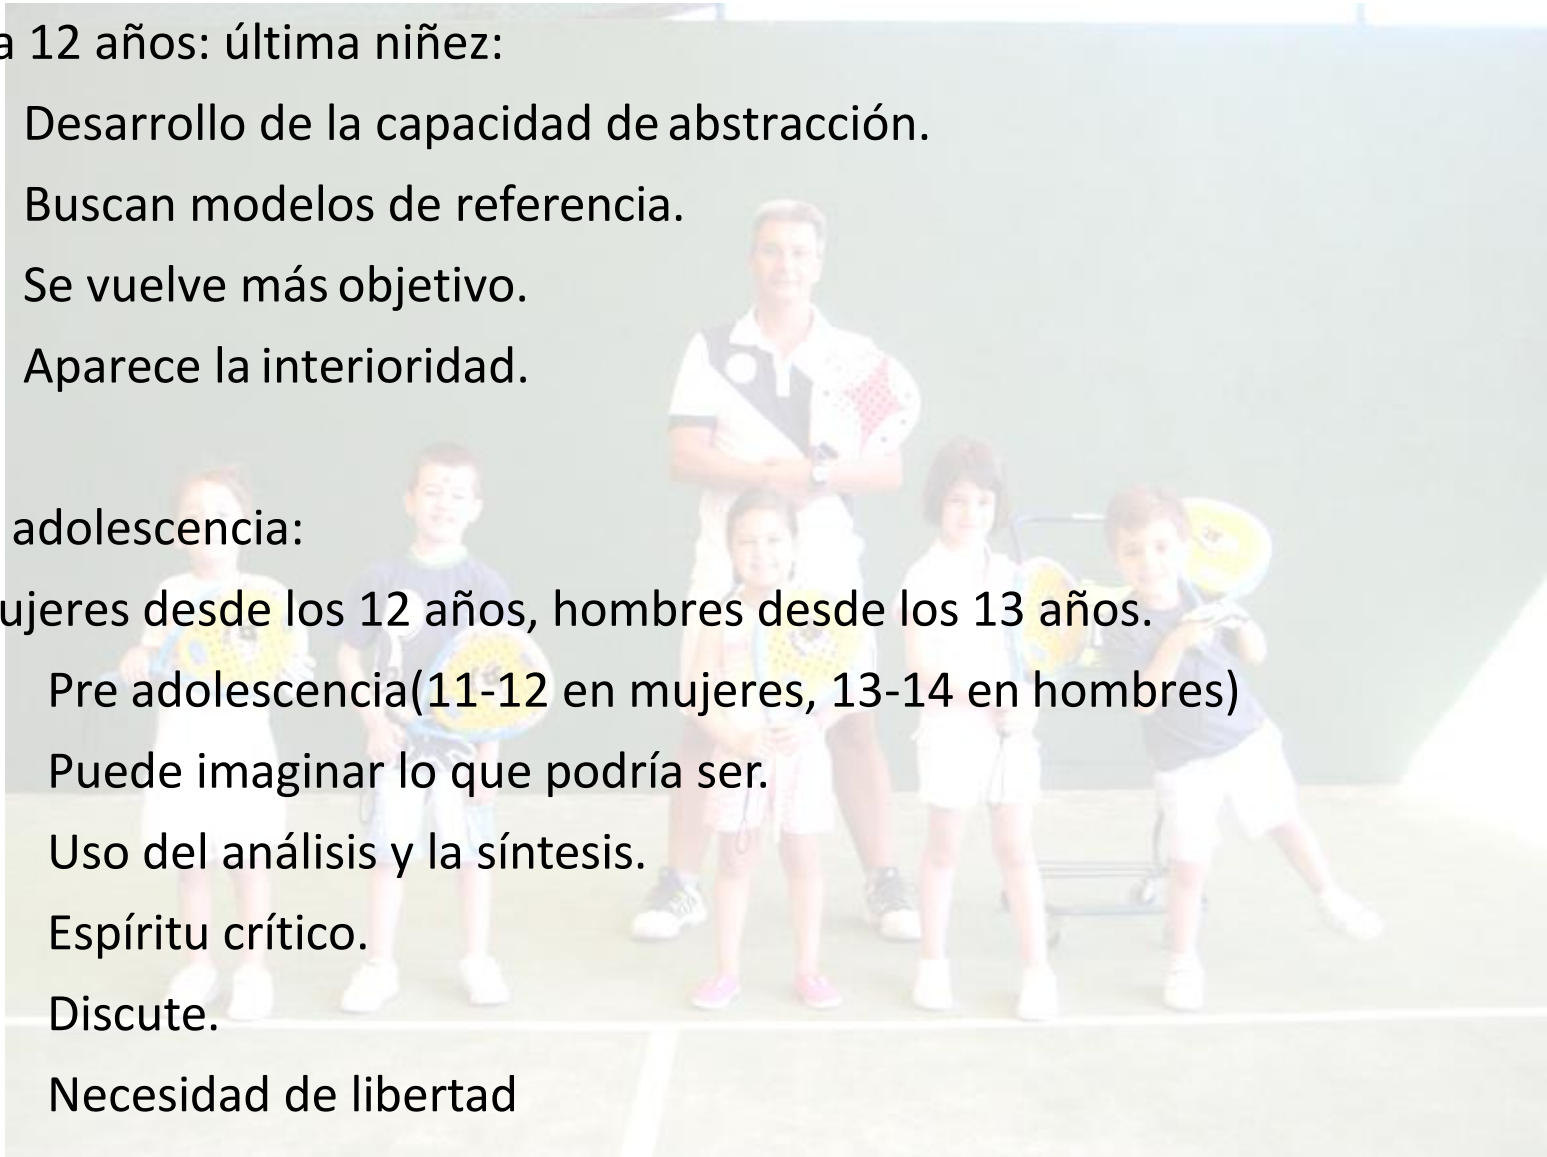 a 12 años: última niñez:
Desarrollo de la capacidad de abstracción.
Buscan modelos de referencia.
Se vuelve más objetivo.
Aparece la interioridad.
adolescencia:
ujeres desde los 12 años, hombres desde los 13 años.
Pre adolescencia(11-12 en mujeres, 13-14 en hombres)
Puede imaginar lo que podría ser.
Uso del análisis y la síntesis.
Espíritu crítico.
Discute.
Necesidad de libertad